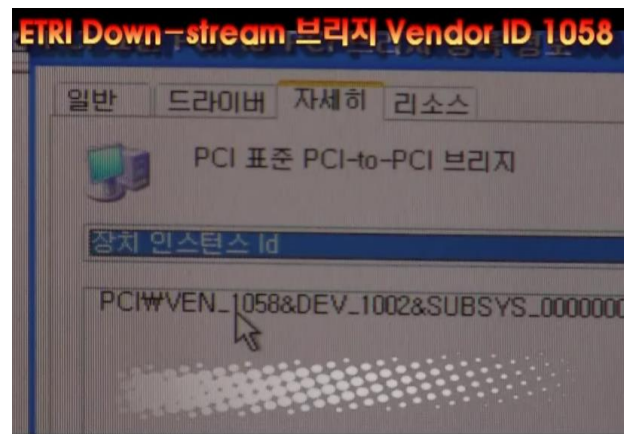 ETRI Down-stream 브리지 Vendor ID 1058
일반 드라이버 자세히 리소스
PCI 표준 PCI-to-PCI 브리지
장치 인스턴스 Id
PCI₩VEN_1058&DEV_1002&SUBSYS_0000000